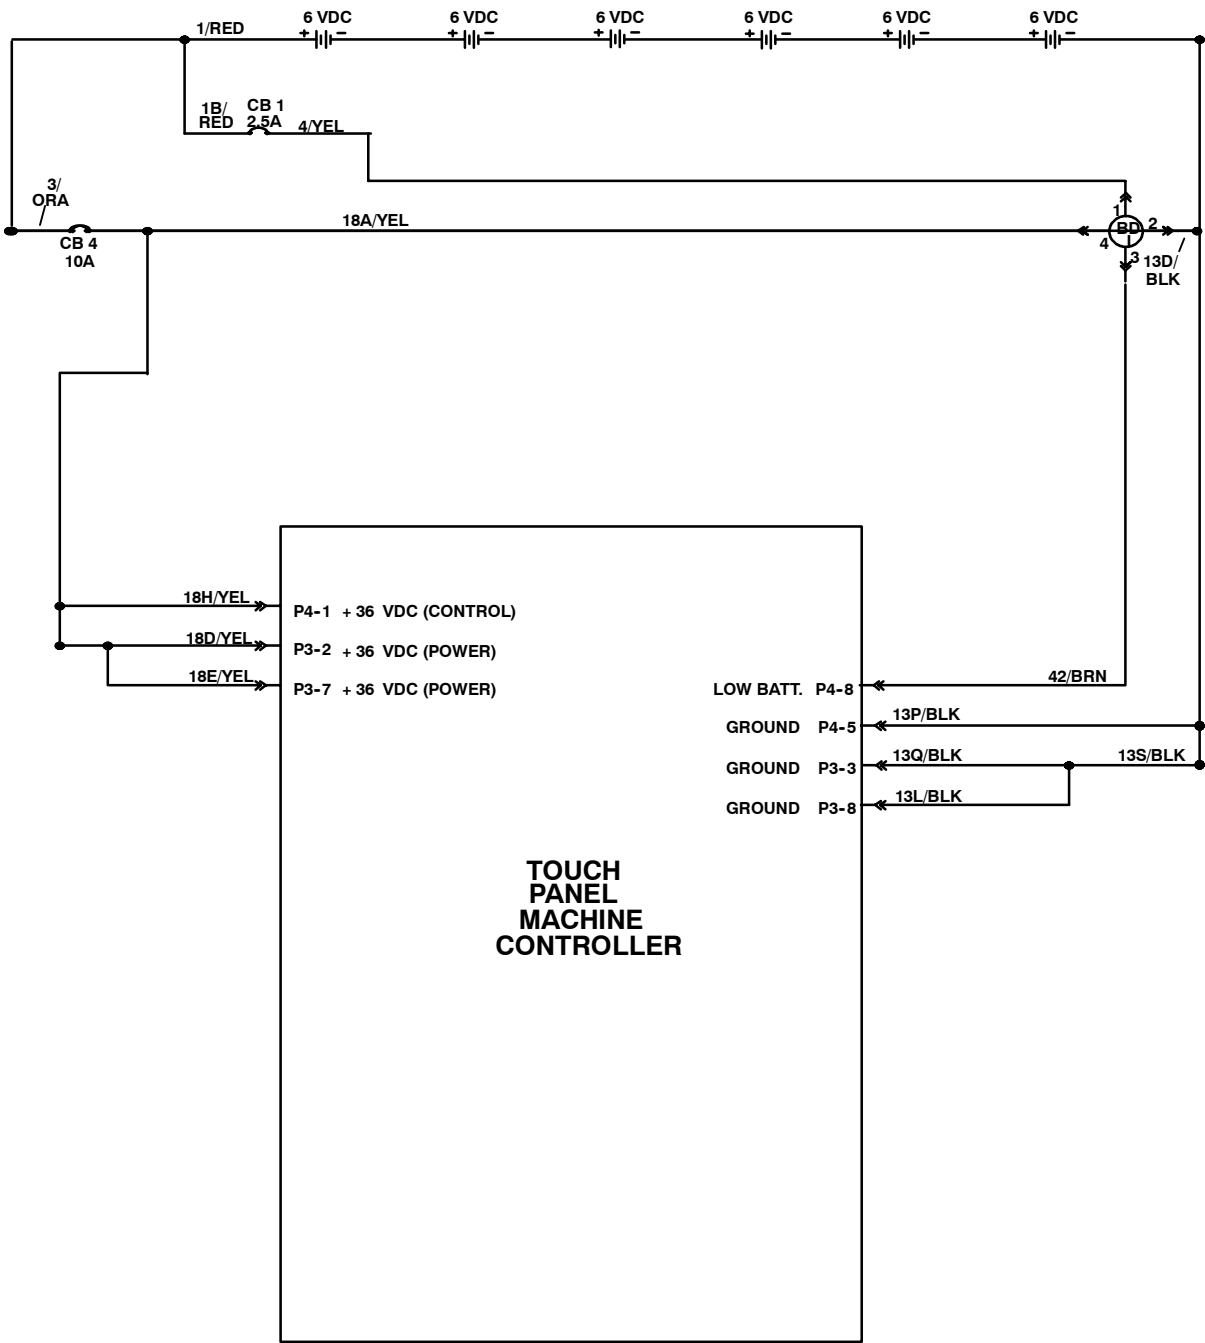 6 VDC 6 VDC 6 VDC 6 VDC 6 VDC 6 VDC
1/RED
+ - + - + - + - + - + -
1B/
RED
CB 1
2.5A
4/YEL
3/
ORA
CB 4
10A
18A/YEL
1
BD
2
4
3
13D/
BLK
18H/YEL
P4-1 + 36 VDC (CONTROL)
18D/YEL
P3-2 + 36 VDC (POWER)
18E/YEL
P3-7 + 36 VDC (POWER)
LOW BATT. P4-8
42/BRN
GROUND P4-5
13P/BLK
GROUND P3-3
13Q/BLK
13S/BLK
GROUND P3-8
13L/BLK
TOUCH
PANEL
MACHINE
CONTROLLER